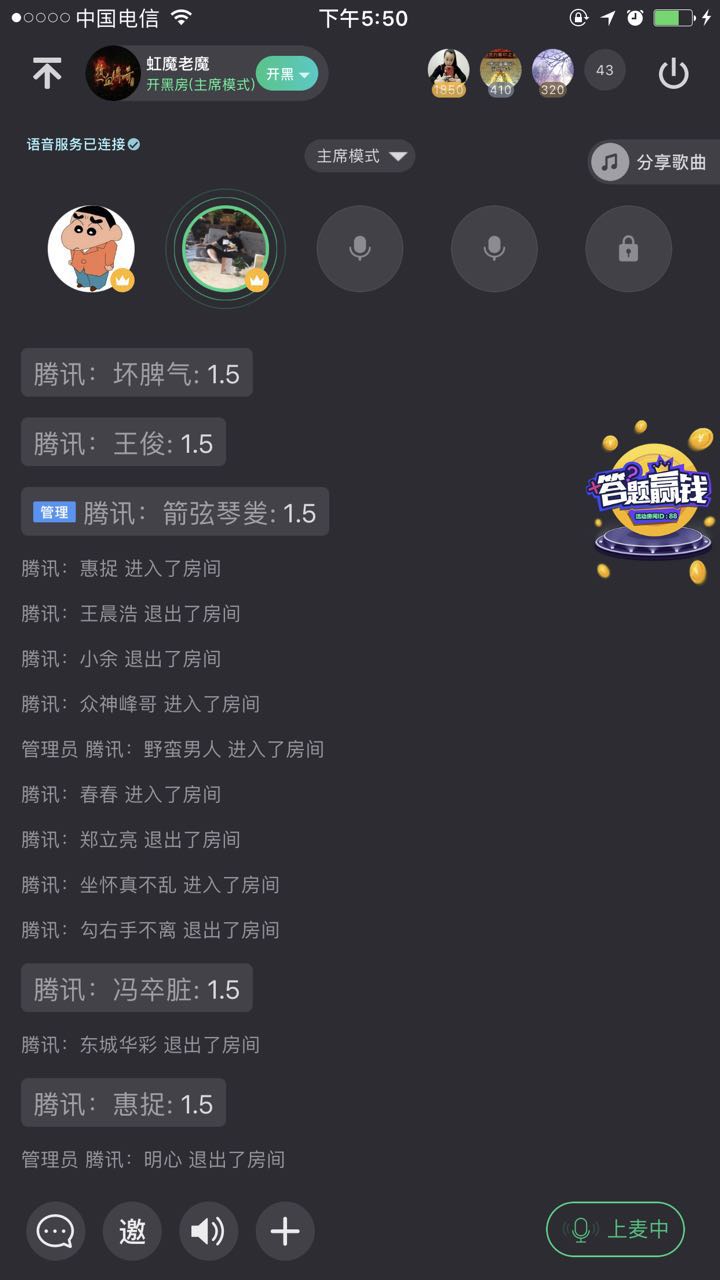 中国电信
下午5:50
虹魔老魔
开黑房(主席模式)
开黑
1850
410
320
43
语音服务已连接
主席模式
分享歌曲
腾讯：坏脾气: 1.5
腾讯：王俊: 1.5
答题赢钱
活动房间ID：88
管理 腾讯：箭弦琴喾: 1.5
腾讯：惠捉 进入了房间
腾讯：王晨浩 退出了房间
腾讯：小余 退出了房间
腾讯：众神峰哥 进入了房间
管理员 腾讯：野蛮男人 进入了房间
腾讯：春春 进入了房间
腾讯：郑立亮 退出了房间
腾讯：坐怀真不乱 进入了房间
腾讯：勾右手不离 退出了房间
腾讯：冯卒脏: 1.5
腾讯：东城华彩 退出了房间
腾讯：惠捉: 1.5
管理员 腾讯：明心 退出了房间
邀
上麦中